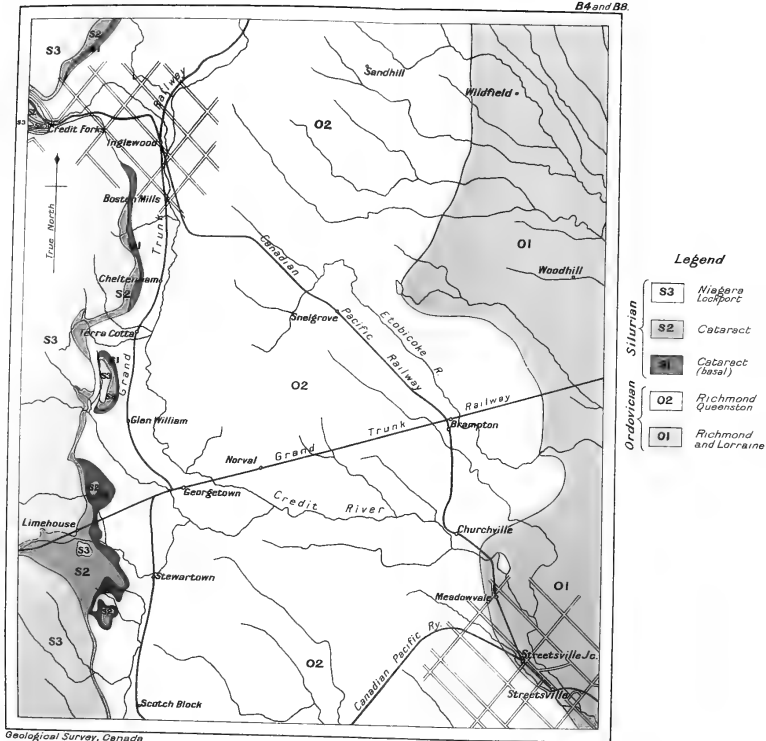 B4 and B8.
S3
S2
S1
Sandhill
Wildfield
Railway
S3
Credit Forks
O2
Inglewood
True North
Boston Mills
Trunk
S1
O1
Canadian
Woodhill
Cheltenham
S2
Snelgrove
Pacific
Etobicoke R.
Terra Cotta
S3
Grand
S1
S3
Railway
O2
Glen William
Grand Trunk Railway
Brampton
Norval
S2
Georgetown
Credit River
Limehouse
Churchville
S3
S2
Stewartown
O1
Meadowvale
S3
Canadian Pacific Ry.
O2
Streetsville Jc.
Streetsville
Scotch Block
Legend
Silurian
S3 Niagara
Lockport
S2 Cataract
S1 Cataract
(basal)
Ordovician
O2 Richmond
Queenston
O1 Richmond
and Lorraine
Geological Survey, Canada